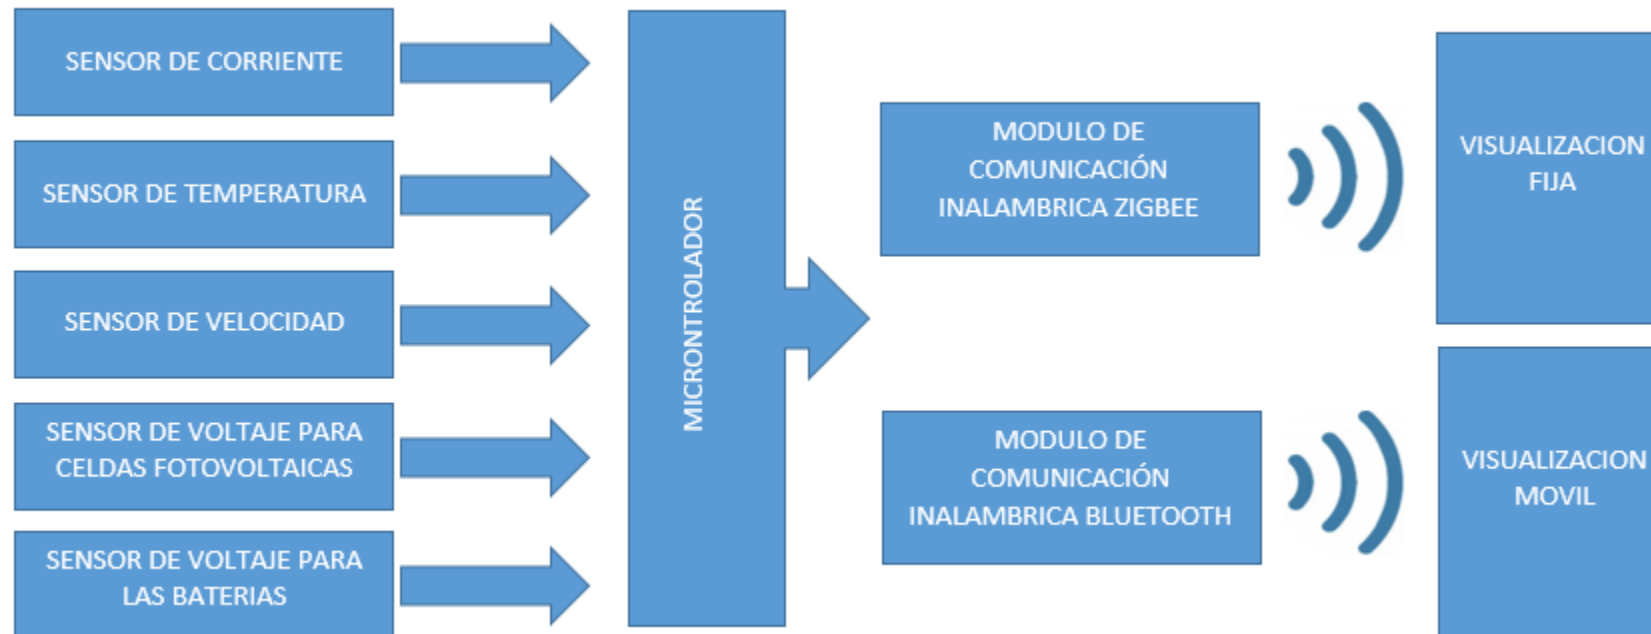 SENSOR DE CORRIENTE
SENSOR DE TEMPERATURA
SENSOR DE VELOCIDAD
SENSOR DE VOLTAJE PARA
CELDAS FOTOVOLTAICAS
SENSOR DE VOLTAJE PARA
LAS BATERIAS
MICRONTROLADOR
MODULO DE
COMUNICACIÓN
INALAMBRICA ZIGBEE
MODULO DE
COMUNICACIÓN
INALAMBRICA BLUETOOTH
VISUALIZACION
FIJA
VISUALIZACION
MOVIL